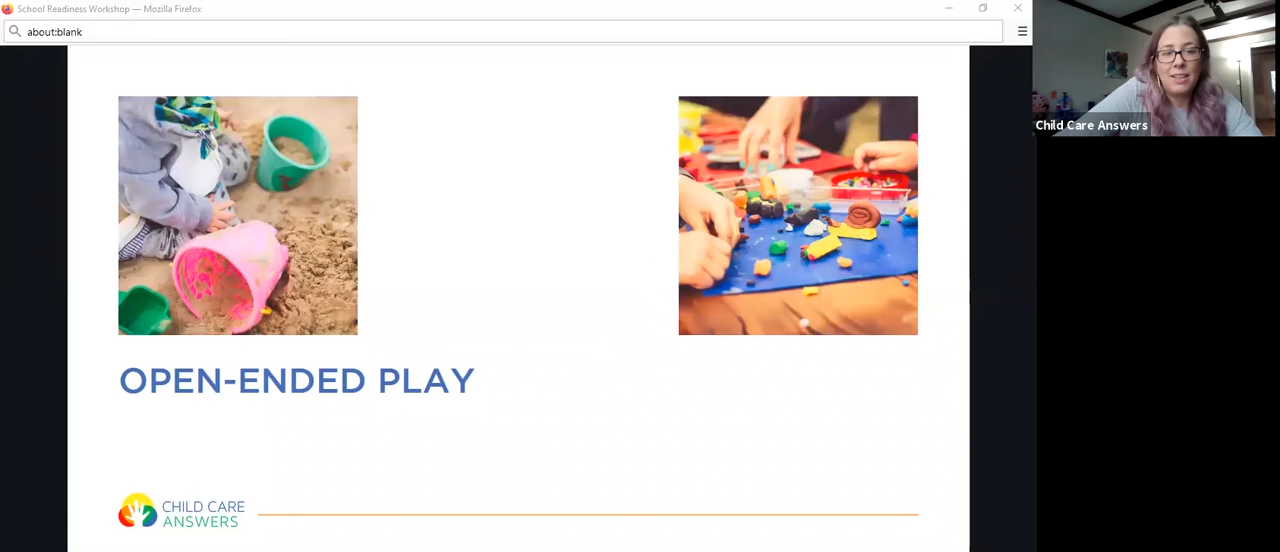 School Readiness Workshop — Mozilla Firefox
about:blank
Child Care Answers
OPEN-ENDED PLAY
CHILD CARE
ANSWERS